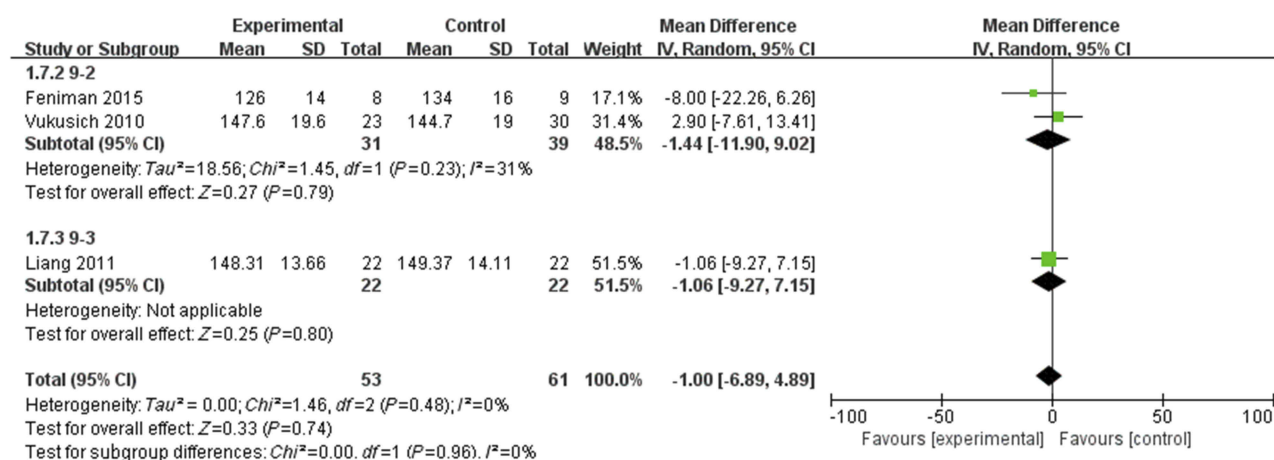 Experimental Control Mean Difference Mean Difference
Study or Subgroup Mean SD Total Mean SD Total Weight IV, Random, 95% CI IV, Random, 95% CI
1.7.2 9-2
Feniman 2015 126 14 8 134 16 9 17.1% -8.00 [-22.26, 6.26]
Vukusich 2010 147.6 19.6 23 144.7 19 30 31.4% 2.90 [-7.61, 13.41]
Subtotal (95% CI) 31 39 48.5% -1.44 [-11.90, 9.02]
Heterogeneity: Tau²=18.56; Chi²=1.45, df=1 (P=0.23); I²=31%
Test for overall effect: Z=0.27 (P=0.79)
1.7.3 9-3
Liang 2011 148.31 13.66 22 149.37 14.11 22 51.5% -1.06 [-9.27, 7.15]
Subtotal (95% CI) 22 22 51.5% -1.06 [-9.27, 7.15]
Heterogeneity: Not applicable
Test for overall effect: Z=0.25 (P=0.80)
Total (95% CI) 53 61 100.0% -1.00 [-6.89, 4.89]
Heterogeneity: Tau²= 0.00; Chi²=1.46, df=2 (P=0.48); I²=0%
Test for overall effect: Z=0.33 (P=0.74)
Test for subgroup differences: Chi²=0.00, df=1 (P=0.96), I²=0%
-100 -50 0 50 100
Favours [experimental] Favours [control]